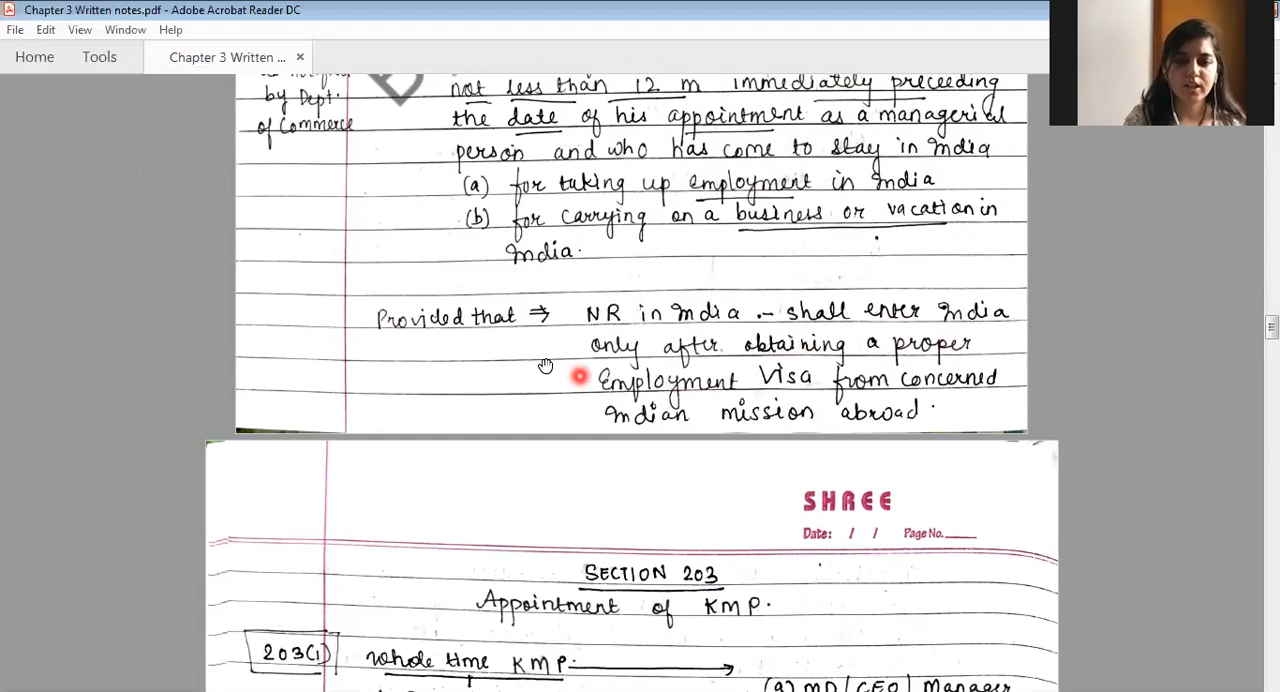 Chapter 3 Written notes.pdf - Adobe Acrobat Reader DC
File Edit View Window Help
Home Tools Chapter 3 Written ... ×
by Dept.
of Commerce
not less than 12 m immediately preceeding
the date of his appointment as a managerial
person and who has come to stay in India
(a) for taking up employment in India
(b) for carrying on a business or vacation in
India.
Provided that ⇒ NR in India - shall enter India
only after obtaining a proper
Employment Visa from concerned
Indian mission abroad.
SHREE
Date: / / Page No.
SECTION 203
Appointment of KMP.
203(1) Whole time KMP
(a) MD/CEO/Manager